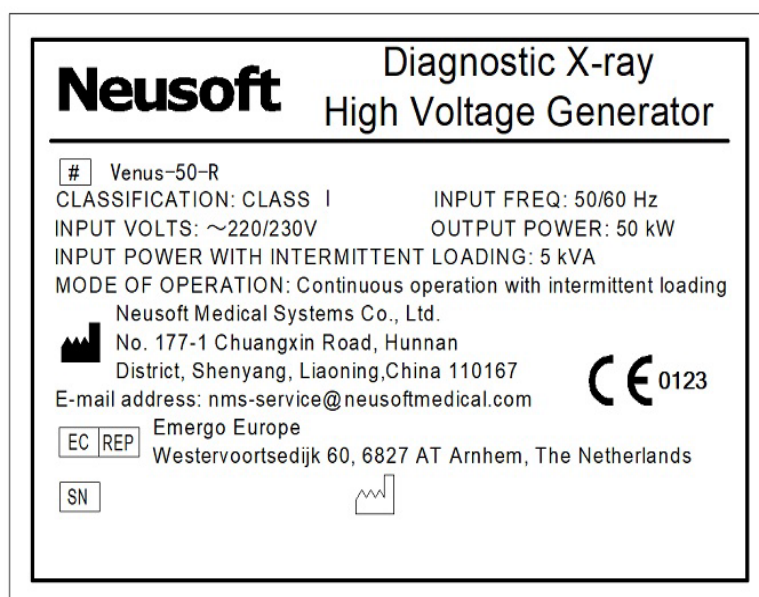 Neusoft
Diagnostic X-ray
High Voltage Generator
# Venus-50-R
CLASSIFICATION: CLASS I INPUT FREQ: 50/60 Hz
INPUT VOLTS: ～220/230V OUTPUT POWER: 50 kW
INPUT POWER WITH INTERMITTENT LOADING: 5 kVA
MODE OF OPERATION: Continuous operation with intermittent loading
Neusoft Medical Systems Co., Ltd.
No. 177-1 Chuangxin Road, Hunnan
District, Shenyang, Liaoning,China 110167
CE 0123
E-mail address: nms-service@neusoftmedical.com
EC REP Emergo Europe
Westervoortsedijk 60, 6827 AT Arnhem, The Netherlands
SN